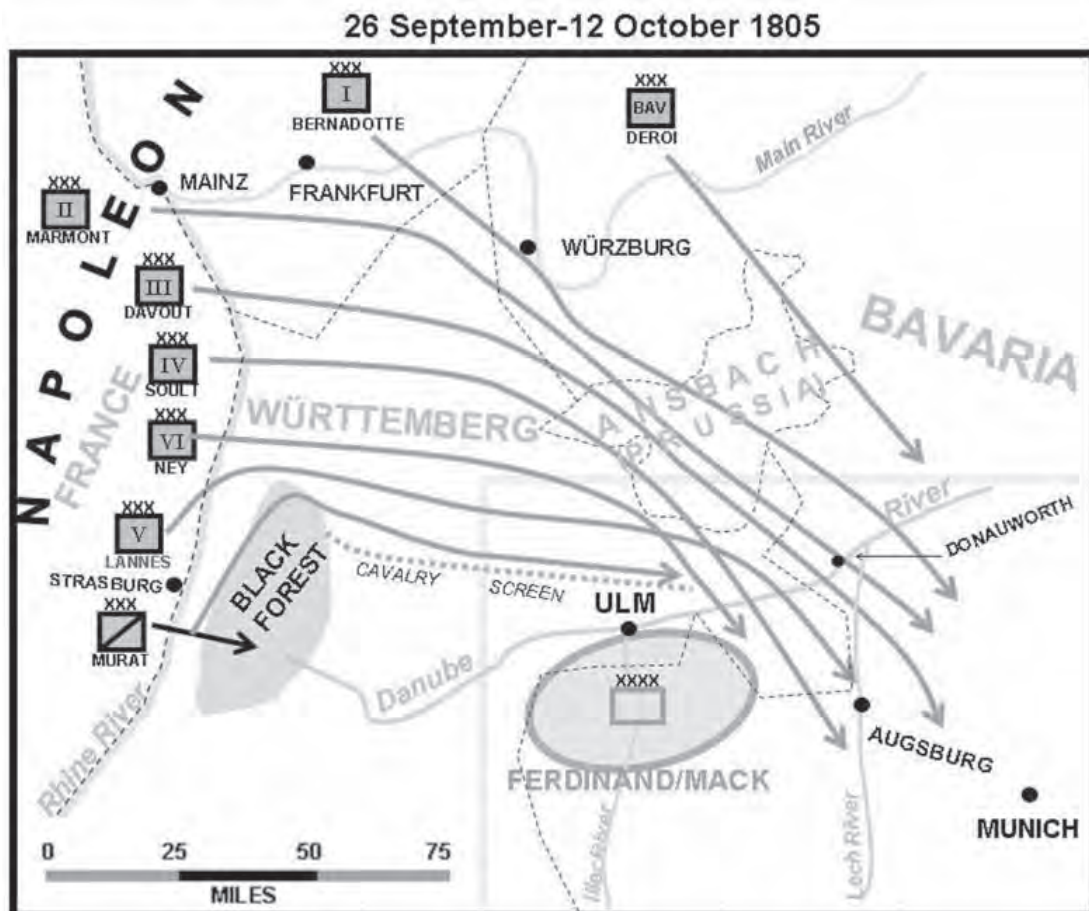 26 September-12 October 1805
XXX
I
BERNADOTTE
XXX
BAV
DEROI
Main River
NAPOLEON
MAINZ
FRANKFURT
XXX
II
MARMONT
WÜRZBURG
XXX
III
DAVOUT
BAVARIA
XXX
IV
SOULT
ANSBACH
(PRUSSIA)
FRANCE
WÜRTTEMBERG
XXX
VI
NEY
XXX
V
LANNES
River
DONAUWORTH
STRASBURG
BLACK
FOREST
CAVALRY
SCREEN
ULM
XXX
MURAT
Danube
XXXX
Rhine River
AUGSBURG
FERDINAND/MACK
MUNICH
Iller River
Lech River
0 25 50 75
MILES